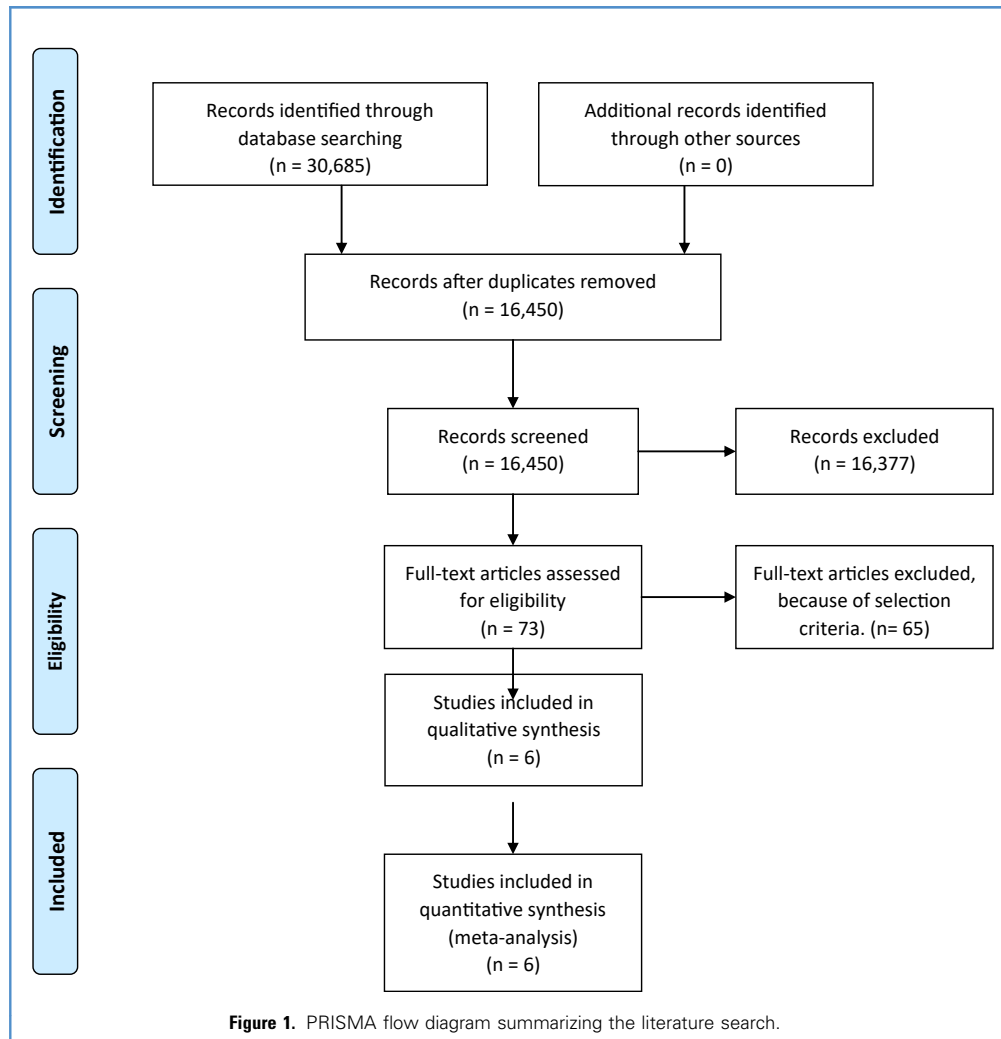 Identification
Records identified through
database searching
(n = 30,685)
Additional records identified
through other sources
(n = 0)
Records after duplicates removed
(n = 16,450)
Screening
Records screened
(n = 16,450)
Records excluded
(n = 16,377)
Eligibility
Full-text articles assessed
for eligibility
(n = 73)
Full-text articles excluded,
because of selection
criteria. (n= 65)
Studies included in
qualitative synthesis
(n = 6)
Included
Studies included in
quantitative synthesis
(meta-analysis)
(n = 6)
Figure 1. PRISMA flow diagram summarizing the literature search.